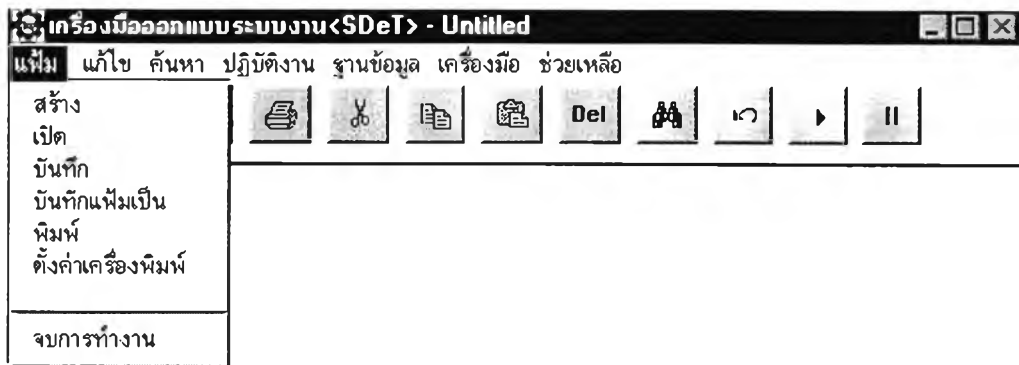 เครื่องมือออกแบบระบบงาน<SDeT> - Untitled
แฟ้ม แก้ไข ค้นหา ปฏิบัติงาน ฐานข้อมูล เครื่องมือ ช่วยเหลือ
Del
สร้าง
เปิด
บันทึก
บันทึกแฟ้มเป็น
พิมพ์
ตั้งค่าเครื่องพิมพ์
จบการทำงาน